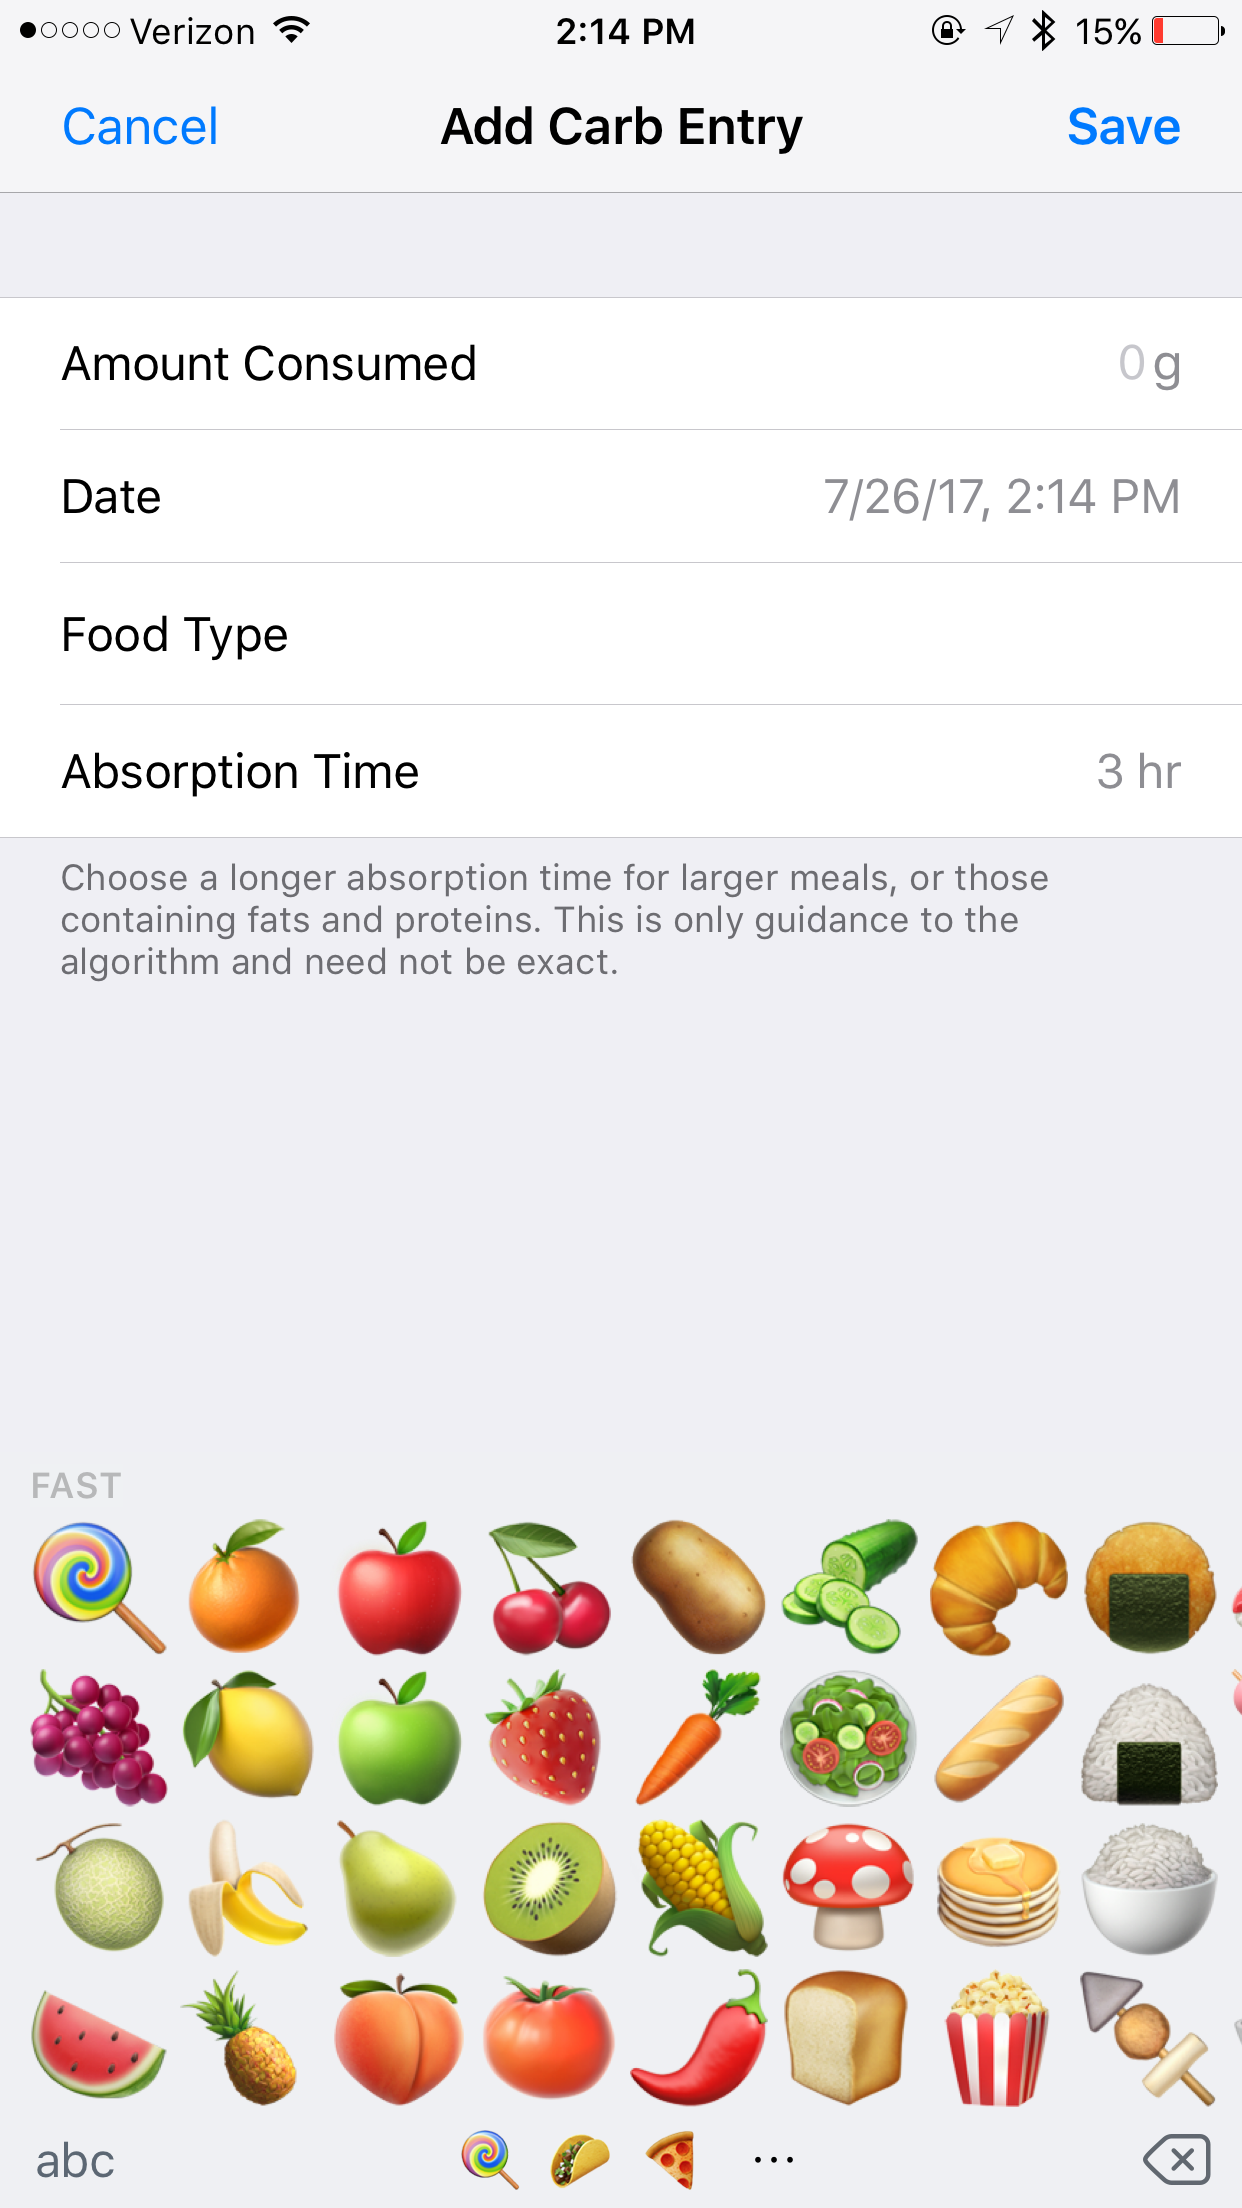 Verizon 2:14 PM 15%
Cancel Add Carb Entry Save
Amount Consumed 0 g
Date 7/26/17, 2:14 PM
Food Type
Absorption Time 3 hr
Choose a longer absorption time for larger meals, or those
containing fats and proteins. This is only guidance to the
algorithm and need not be exact.
FAST
abc ...